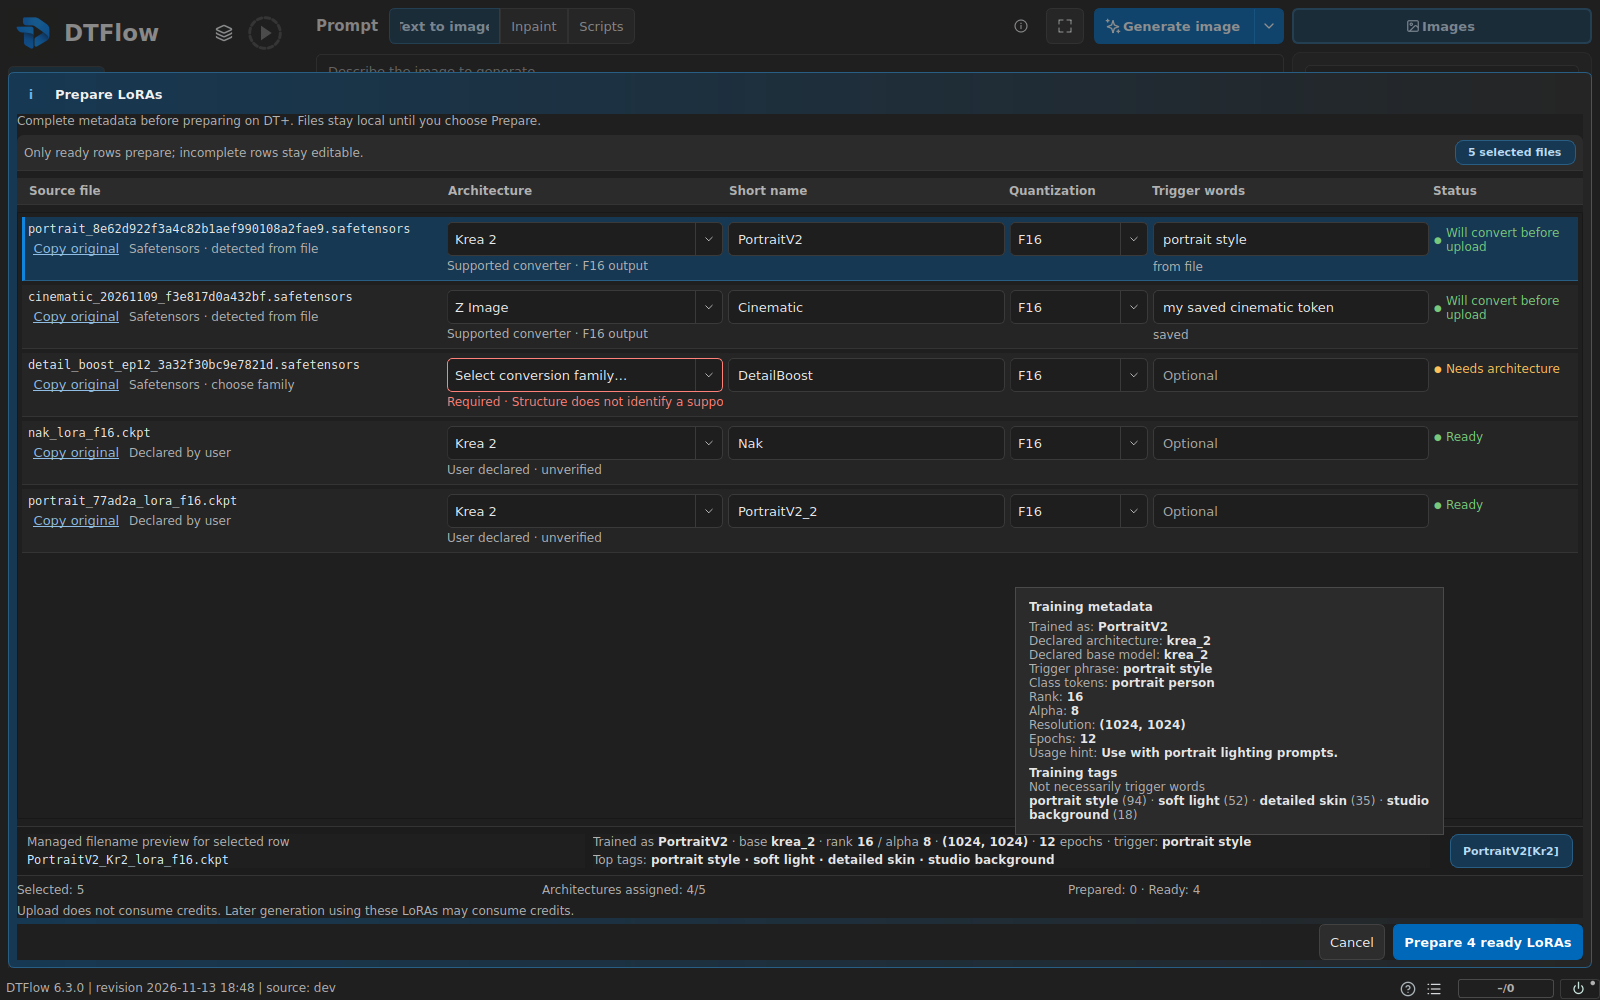 DTFlow
Prompt
Text to image
Inpaint
Scripts
Generate image
Images
Describe the image to generate
Prepare LoRAs
Complete metadata before preparing on DT+. Files stay local until you choose Prepare.
Only ready rows prepare; incomplete rows stay editable.
5 selected files
Source file
Architecture
Short name
Quantization
Trigger words
Status
portrait_8e62d922f3a4c82b1aef990108a2fae9.safetensors
Copy original
Safetensors · detected from file
Krea 2
Supported converter · F16 output
PortraitV2
F16
portrait style
from file
Will convert before
upload
cinematic_20261109_f3e817d0a432bf.safetensors
Copy original
Safetensors · detected from file
Z Image
Supported converter · F16 output
Cinematic
F16
my saved cinematic token
saved
Will convert before
upload
detail_boost_ep12_3a32f30bc9e7821d.safetensors
Copy original
Safetensors · choose family
Select conversion family...
Required · Structure does not identify a suppo
DetailBoost
F16
Optional
Needs architecture
nak_lora_f16.ckpt
Copy original
Declared by user
Krea 2
User declared · unverified
Nak
F16
Optional
Ready
portrait_77ad2a_lora_f16.ckpt
Copy original
Declared by user
Krea 2
User declared · unverified
PortraitV2_2
F16
Optional
Ready
Training metadata
Trained as: PortraitV2
Declared architecture: krea_2
Declared base model: krea_2
Trigger phrase: portrait style
Class tokens: portrait person
Rank: 16
Alpha: 8
Resolution: (1024, 1024)
Epochs: 12
Usage hint: Use with portrait lighting prompts.
Training tags
Not necessarily trigger words
portrait style (94) · soft light (52) · detailed skin (35) · studio
background (18)
Managed filename preview for selected row
PortraitV2_Kr2_lora_f16.ckpt
Trained as PortraitV2 · base krea_2 · rank 16 / alpha 8 · (1024, 1024) · 12 epochs · trigger: portrait style
Top tags: portrait style · soft light · detailed skin · studio background
PortraitV2[Kr2]
Selected: 5
Architectures assigned: 4/5
Prepared: 0 · Ready: 4
Upload does not consume credits. Later generation using these LoRAs may consume credits.
Cancel
Prepare 4 ready LoRAs
DTFlow 6.3.0 | revision 2026-11-13 18:48 | source: dev
-/0